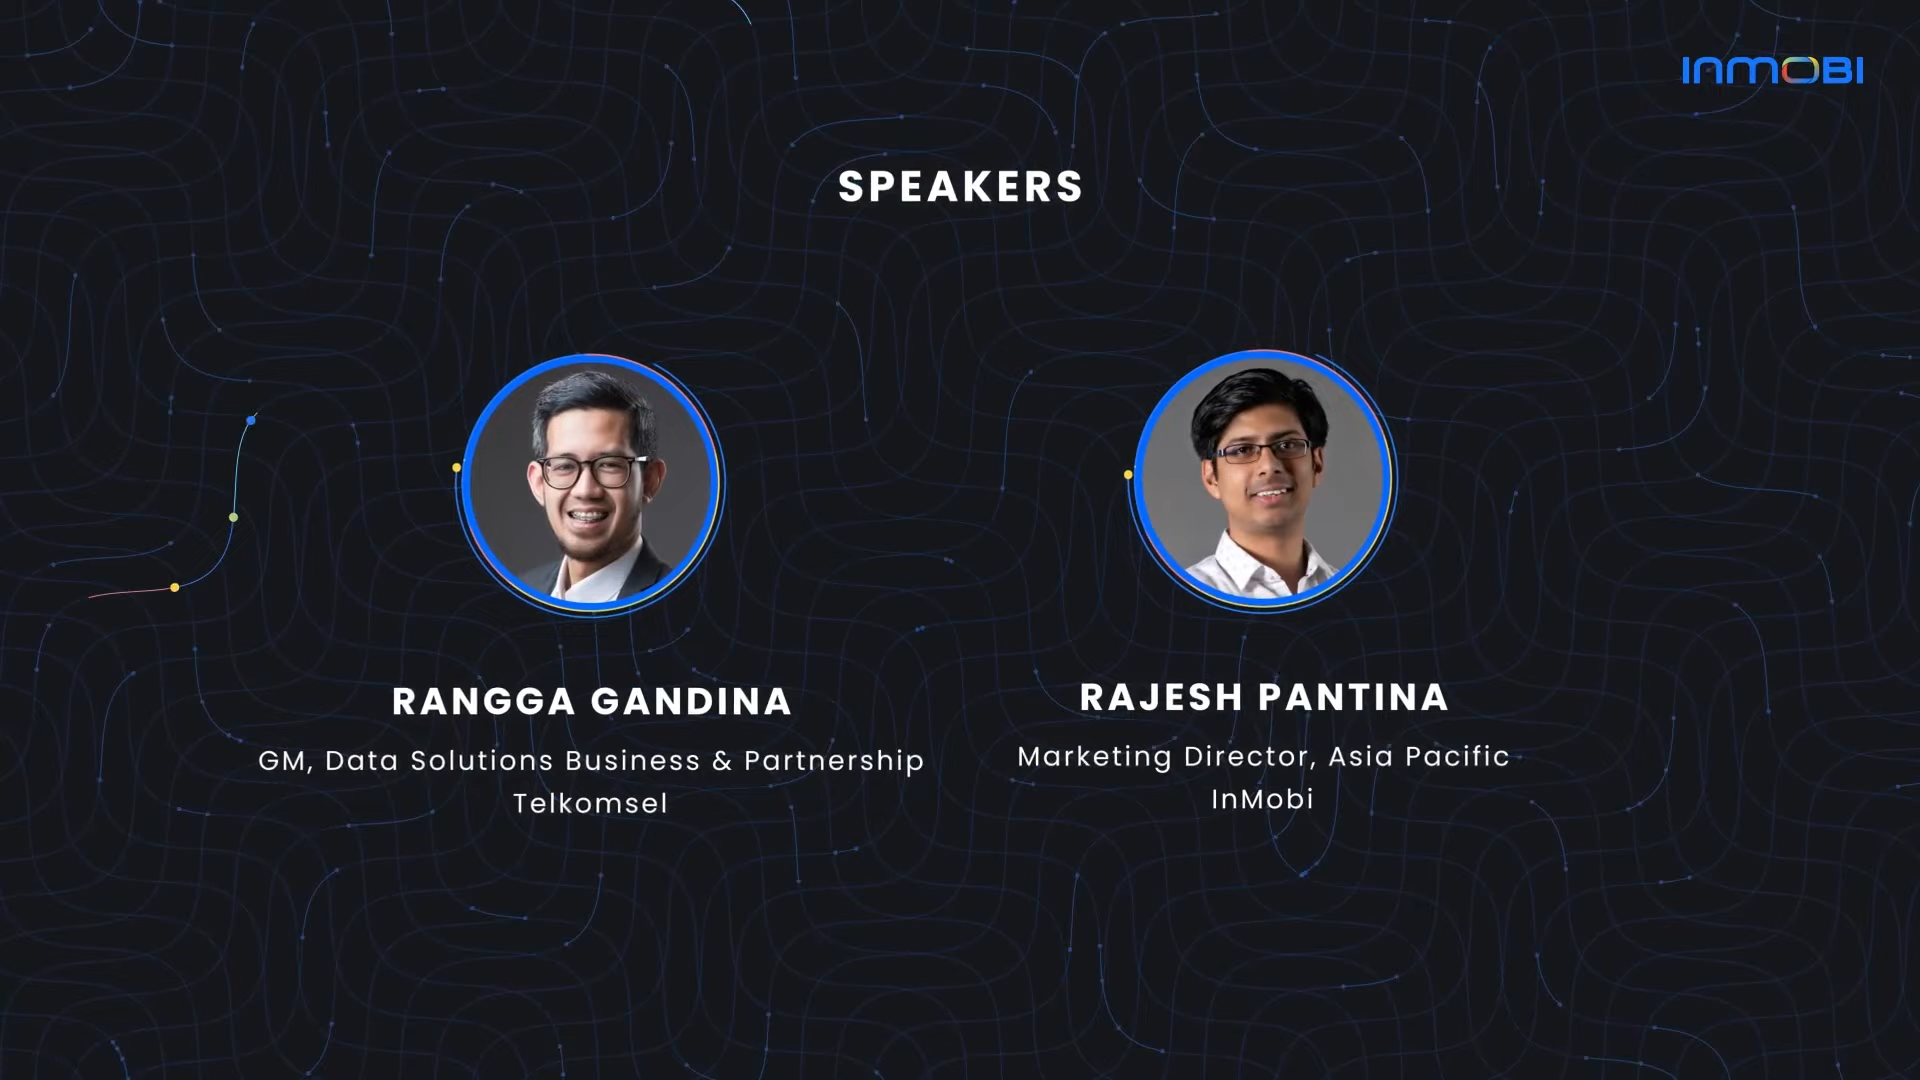 INMOBI
SPEAKERS
RANGGA GANDINA
GM, Data Solutions Business & Partnership
Telkomsel
RAJESH PANTINA
Marketing Director, Asia Pacific
InMobi